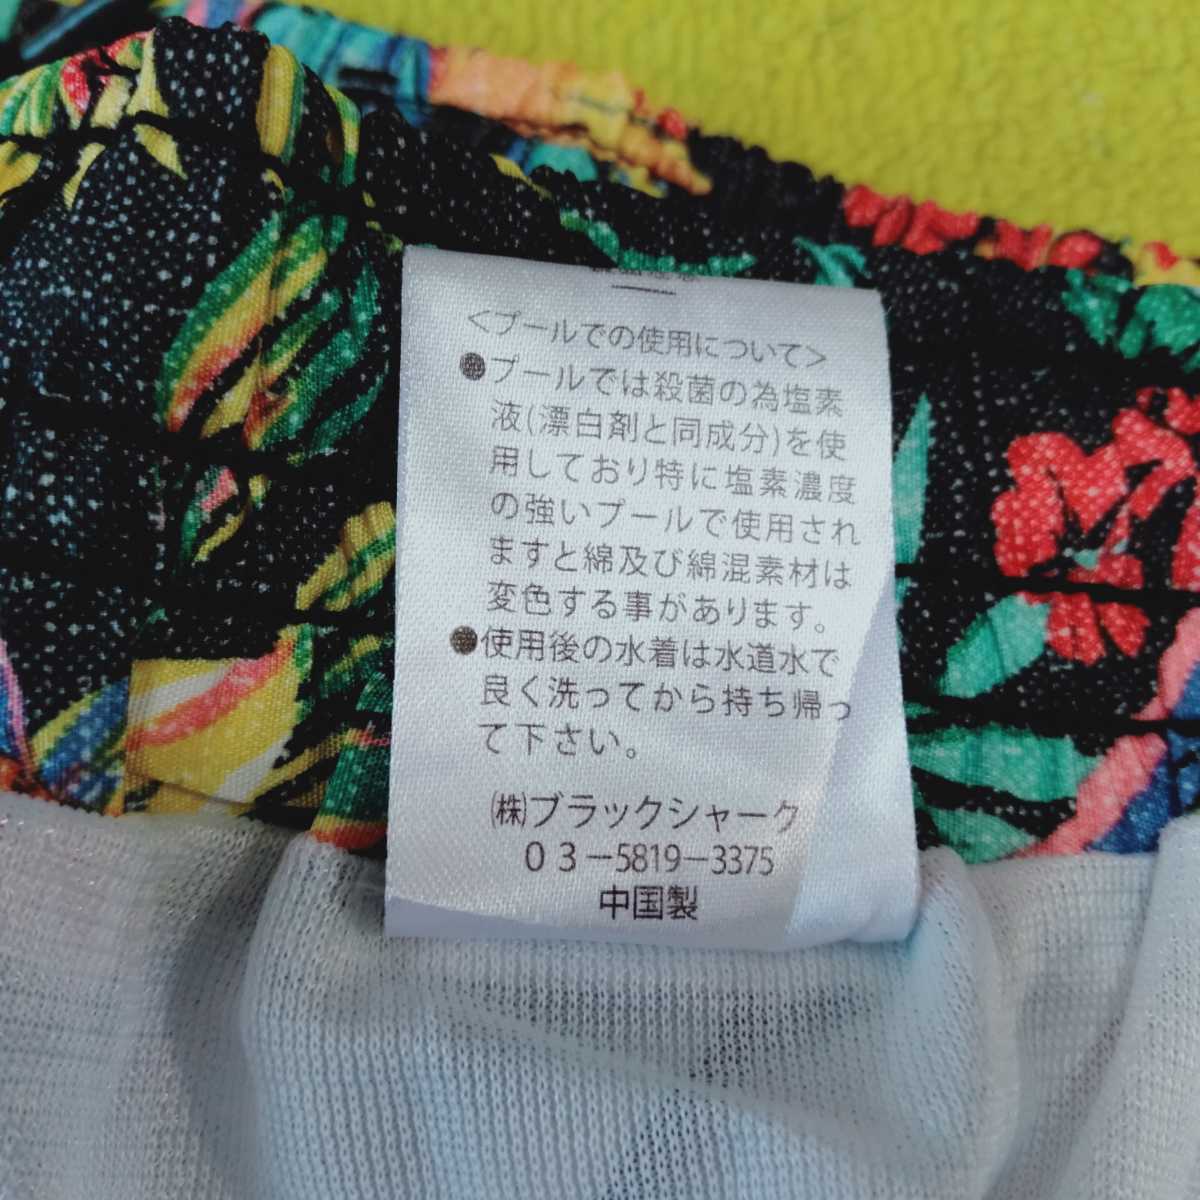 ＜プールでの使用について＞
●プールでは殺菌の為塩素
液(漂白剤と同成分)を使
用しており特に塩素濃度
の強いプールで使用され
ますと綿及び綿混素材は
変色する事があります。
●使用後の水着は水道水で
良く洗ってから持ち帰っ
て下さい。
㈱ブラックシャーク
０３－5819－3375
中国製